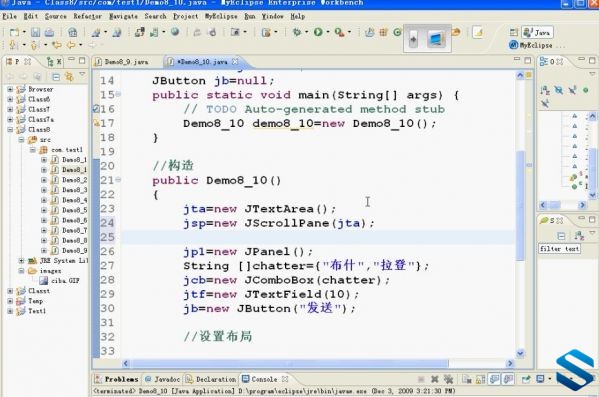 Java - Class8/src/com/test1/Demo8_10.java - MyEclipse Enterprise Workbench
File Edit Source Refactor Navigate Search Project MyEclipse Run Window Help
Java
MyEclipse ...
Demo8_9.java
*Demo8_10.java
Browser
Class6
Class7
Class7a
Class8
src
com.test1
Demo8_1
Demo8_1
Demo8_2
Demo8_3
Demo8_4
Demo8_5
Demo8_6
Demo8_7
Demo8_8
Demo8_9
JRE System Lib
images
ciba.GIF
Classt
Temp
Test1
14 JButton jb=null;
15 public static void main(String[] args) {
16 // TODO Auto-generated method stub
17 Demo8_10 demo8_10=new Demo8_10();
18 }
19
20 //构造
21 public Demo8_10()
22 {
23 jta=new JTextArea();
24 jsp=new JScrollPane(jta);
25
26 jp1=new JPanel();
27 String []chatter={"布什","拉登"};
28 jcb=new JComboBox(chatter);
29 jtf=new JTextField(10);
30 jb=new JButton("发送");
31
32 //设置布局
33
filter text
Problems Javadoc Declaration Console
<terminated> Demo8_10 [Java Application] D:\program\eclipse\jre\bin\javaw.exe (Dec 3, 2009 3:21:54 PM)